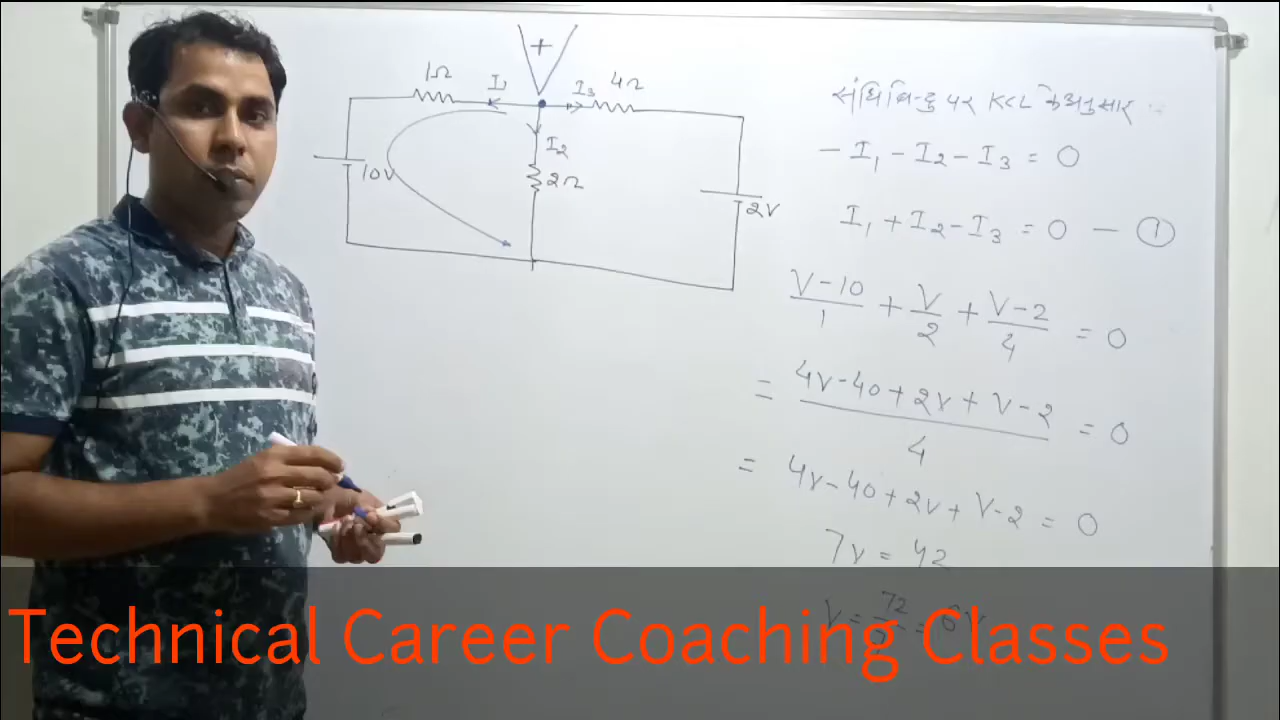 +
1Ω
I1
I3
4Ω
I2
10V
2Ω
2V
संधि बिन्दु पर KCL के अनुसार
- I1 - I2 - I3 = 0
I1 + I2 - I3 = 0 — ①
V-10/1 + V/2 + V-2/4 = 0
= 4V-40+2V+V-2/4 = 0
= 4V-40+2V+V-2 = 0
7V = 42
= 6V
Technical Career Coaching Classes